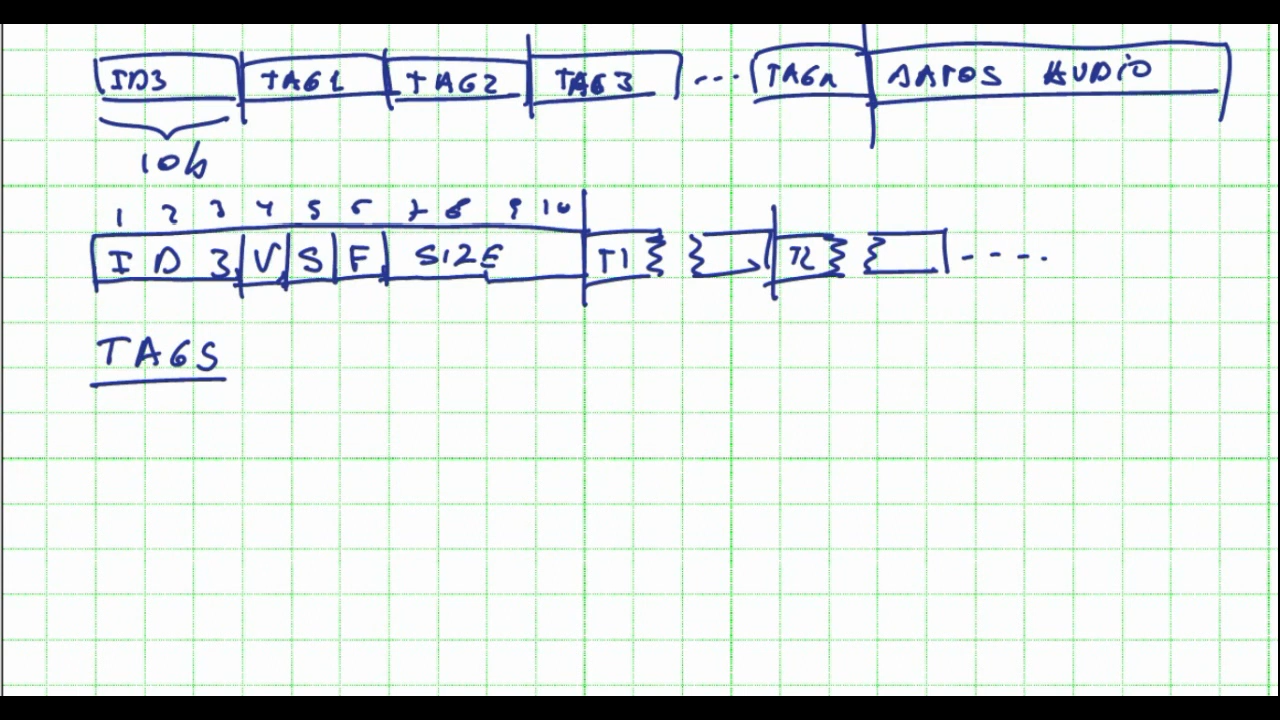 ID3 TAG1 TAG2 TAG3 ... TAGn DATOS AUDIO
10b
1 2 3 4 5 6 7 8 9 10
I D 3 V S F SIZE T1 T2 ....
TAGS